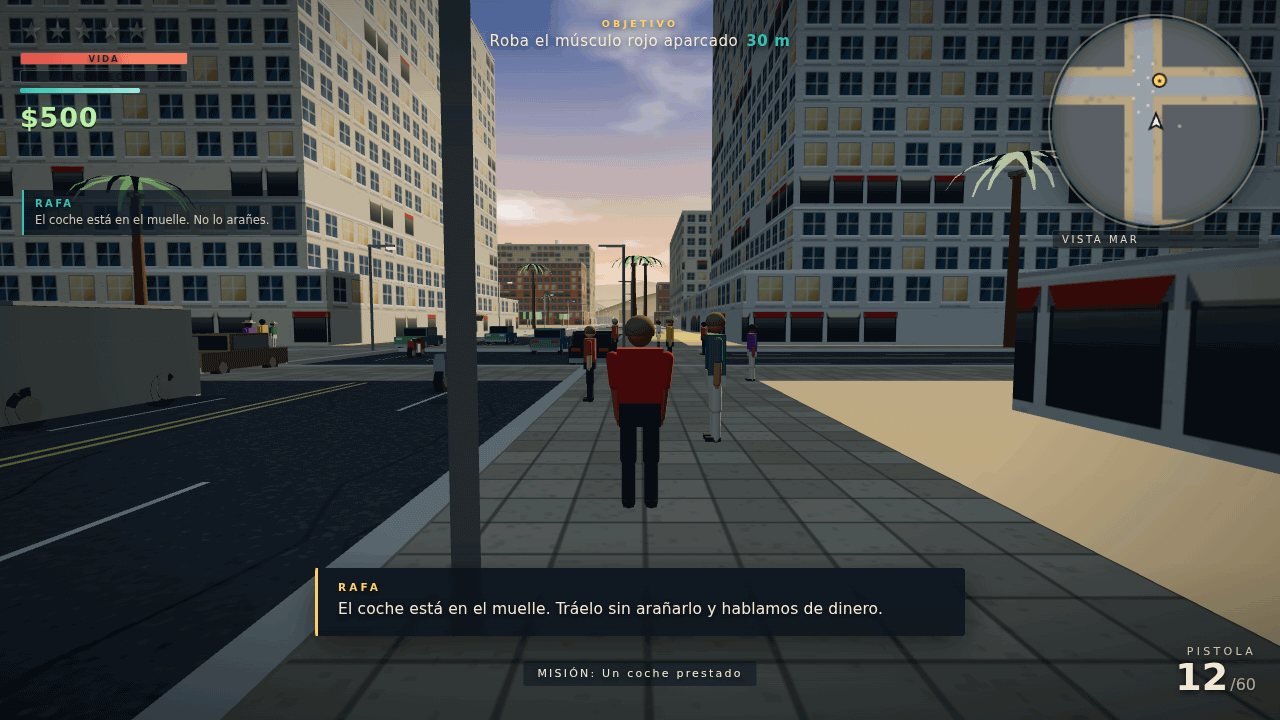 OBJETIVO
Roba el músculo rojo aparcado 30 m
VIDA
$500
RAFA
El coche está en el muelle. No lo arañes.
VISTA MAR
RAFA
El coche está en el muelle. Tráelo sin arañarlo y hablamos de dinero.
MISIÓN: Un coche prestado
PISTOLA
12/60